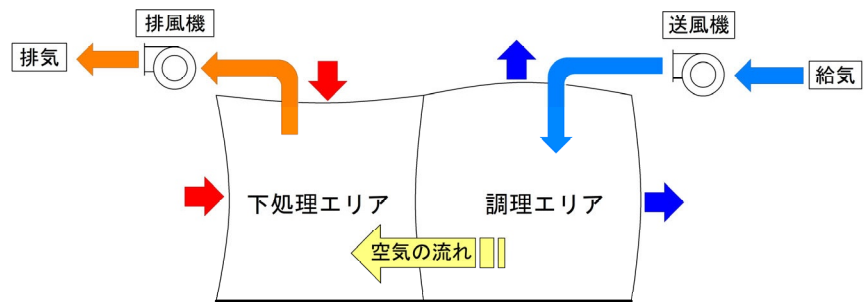 排風機
送風機
排気
給気
下処理エリア
調理エリア
空気の流れ